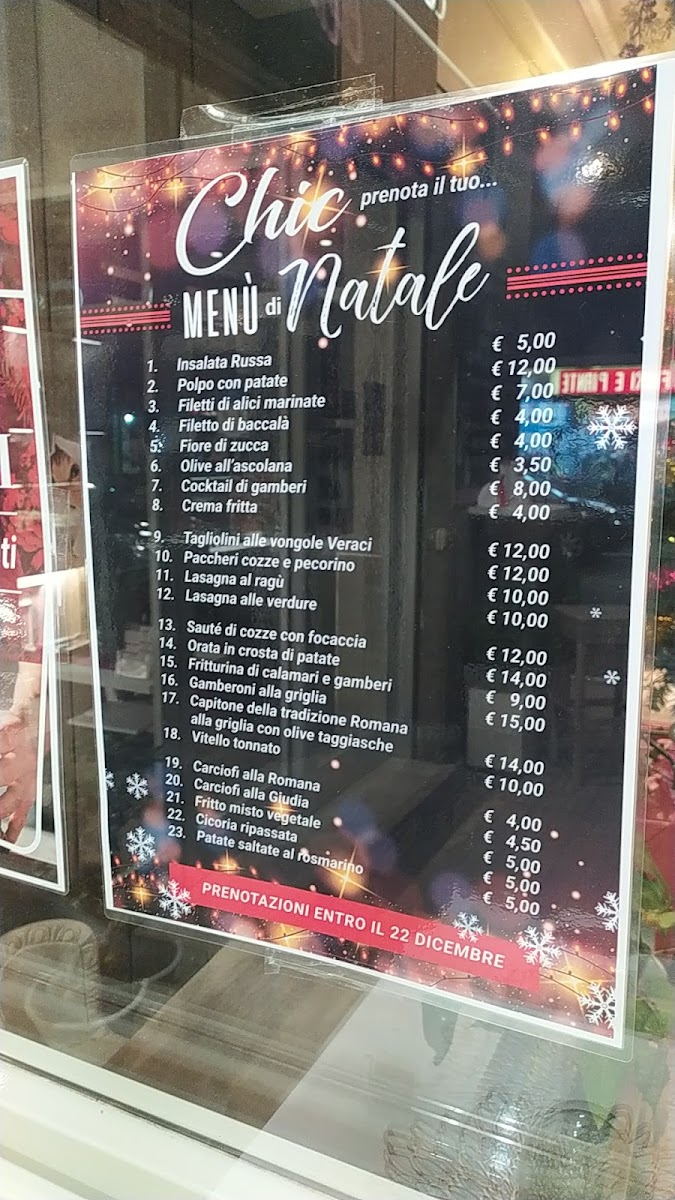 Chic prenota il tuo...
MENÙ di Natale
1. Insalata Russa € 5,00
2. Polpo con patate € 12,00
3. Filetti di alici marinate € 7,00
4. Filetto di baccalà € 4,00
5. Fiore di zucca € 4,00
6. Olive all'ascolana € 3,50
7. Cocktail di gamberi € 8,00
8. Crema fritta € 4,00
9. Tagliolini alle vongole Veraci € 12,00
10. Paccheri cozze e pecorino € 12,00
11. Lasagna al ragù € 10,00
12. Lasagna alle verdure € 10,00
13. Sauté di cozze con focaccia € 12,00
14. Orata in crosta di patate € 14,00
15. Fritturina di calamari e gamberi € 9,00
16. Gamberoni alla griglia € 15,00
17. Capitone della tradizione Romana
alla griglia con olive taggiasche € 14,00
18. Vitello tonnato € 10,00
19. Carciofi alla Romana € 4,00
20. Carciofi alla Giudia € 4,50
21. Fritto misto vegetale € 5,00
22. Cicoria ripassata € 5,00
23. Patate saltate al rosmarino € 5,00
PRENOTAZIONI ENTRO IL 22 DICEMBRE
ti